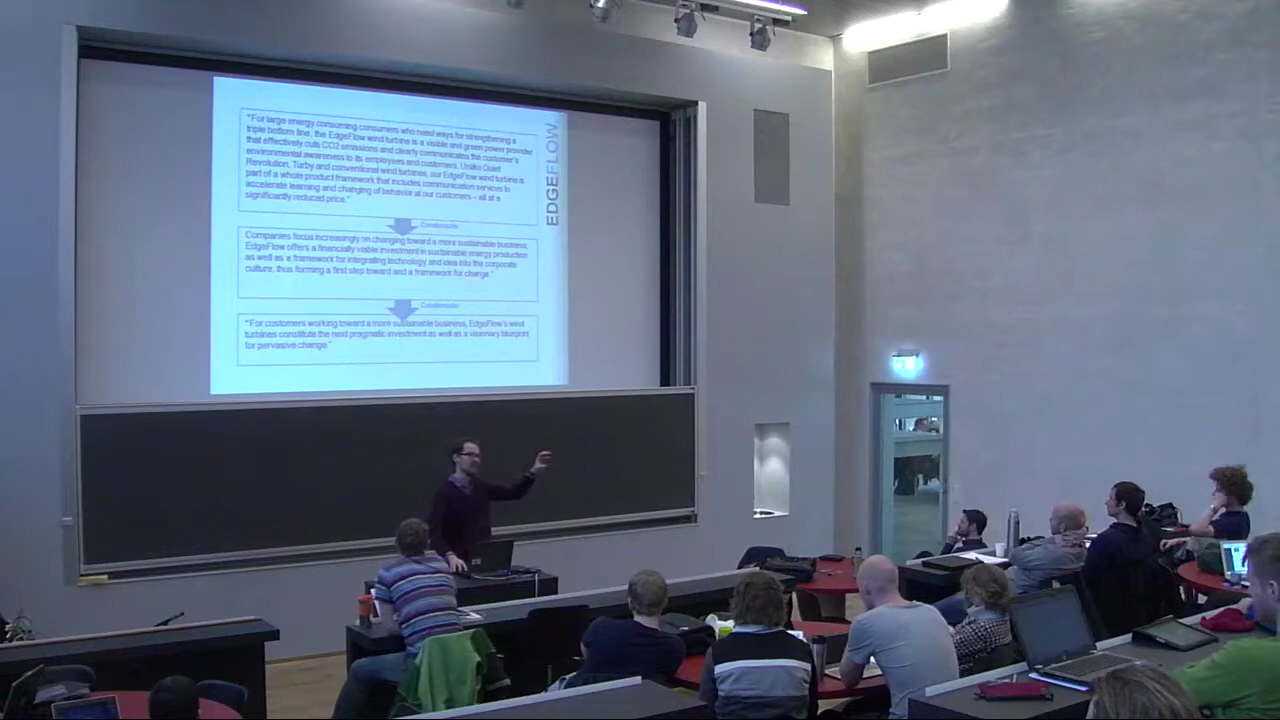 "For large energy consuming consumers who need ways for strengthening a
triple bottom line, the EdgeFlow wind turbine is a visible and green power provider
that effectively cuts CO2 emissions and clearly communicates the customer's
environmental awareness to its employees and customers. Unlike Quiet
Revolution, Turby and conventional wind turbines, our EdgeFlow wind turbine is
part of a whole product framework that includes communication services to
accelerate learning and changing of behavior at our customers – all at a
significantly reduced price."
EDGEFLOW
Companies focus increasingly on changing toward a more sustainable business.
EdgeFlow offers a financially viable investment in sustainable energy production
as well as a framework for integrating technology and idea into the corporate
culture, thus forming a first step toward and a framework for change."
"For customers working toward a more sustainable business, EdgeFlow's wind
turbines constitute the next pragmatic investment as well as a visionary blueprint
for pervasive change."